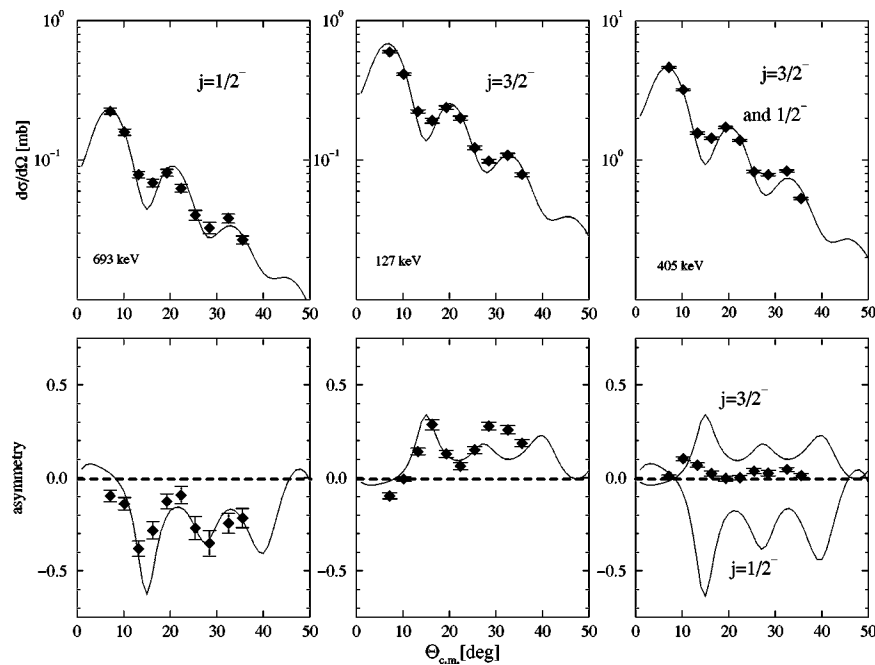 dσ/dΩ [mb]
10⁰
10⁻¹
j=1/2⁻
693 keV
0 10 20 30 40 50
10⁰
10⁻¹
j=3/2⁻
127 keV
0 10 20 30 40 50
10¹
10⁰
j=3/2⁻
and 1/2⁻
405 keV
0 10 20 30 40 50
asymmetry
0.5
0.0
−0.5
0 10 20 30 40 50
0.5
0.0
−0.5
0 10 20 30 40 50
0.5
0.0
−0.5
j=3/2⁻
j=1/2⁻
0 10 20 30 40 50
Θc.m.[deg]